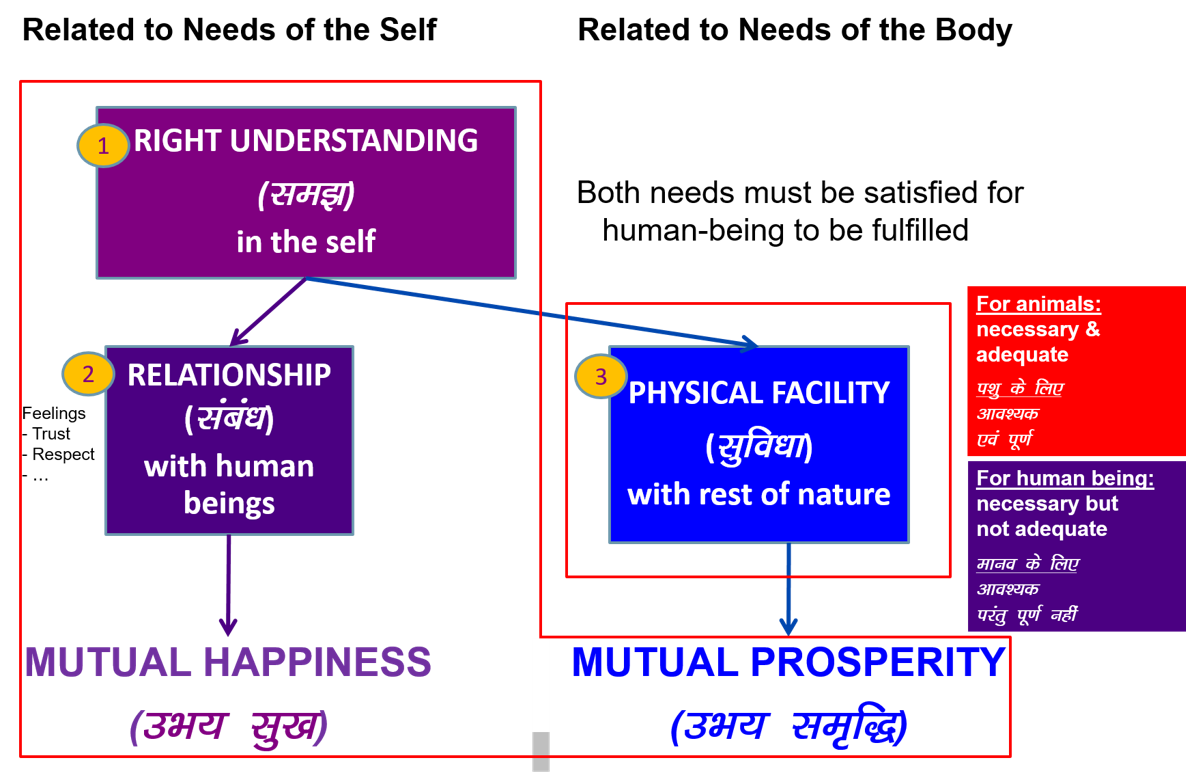 Related to Needs of the Self
Related to Needs of the Body
1
RIGHT UNDERSTANDING
(समझ)
in the self
Both needs must be satisfied for
human-being to be fulfilled
2
RELATIONSHIP
(संबंध)
with human
beings
Feelings
- Trust
- Respect
- ...
3
PHYSICAL FACILITY
(सुविधा)
with rest of nature
For animals:
necessary &
adequate
पशु के लिए
आवश्यक
एवं पूर्ण
For human being:
necessary but
not adequate
मानव के लिए
आवश्यक
परंतु पूर्ण नहीं
MUTUAL HAPPINESS
(उभय सुख)
MUTUAL PROSPERITY
(उभय समृद्धि)